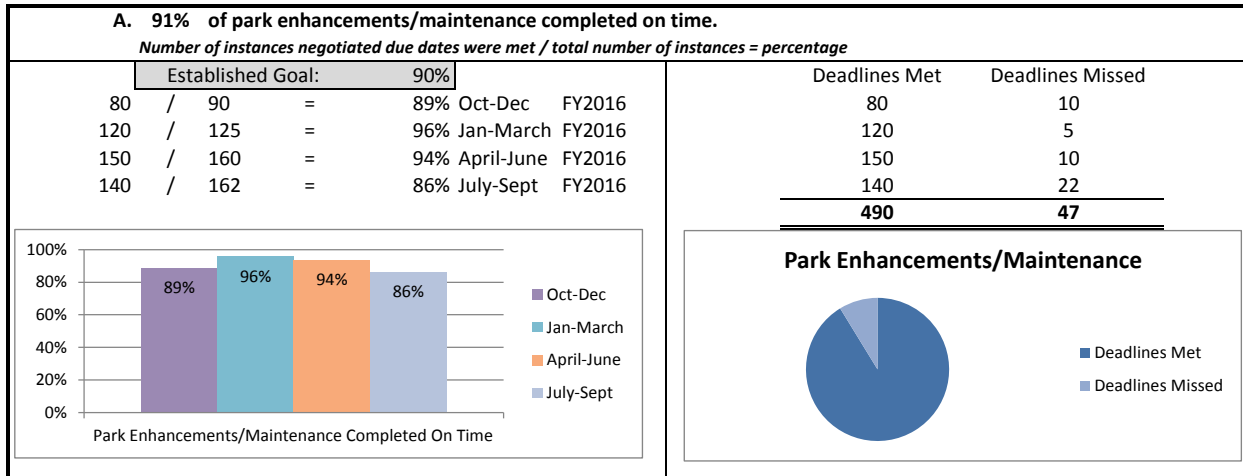 A. 91% of park enhancements/maintenance completed on time.
Number of instances negotiated due dates were met / total number of instances = percentage
Established Goal: 90%
80 / 90 = 89% Oct-Dec FY2016
120 / 125 = 96% Jan-March FY2016
150 / 160 = 94% April-June FY2016
140 / 162 = 86% July-Sept FY2016
Deadlines Met Deadlines Missed
80 10
120 5
150 10
140 22
490 47
100%
80%
60%
40%
20%
0%
89% 96% 94% 86%
Park Enhancements/Maintenance Completed On Time
Oct-Dec
Jan-March
April-June
July-Sept
Park Enhancements/Maintenance
Deadlines Met
Deadlines Missed